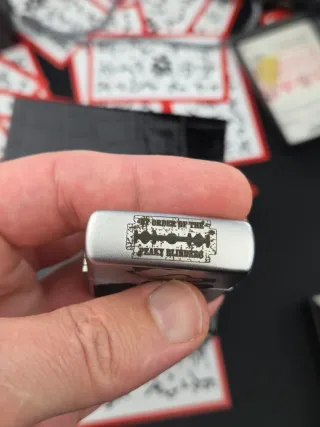 BY ORDER OF THE
PEAKY BLINDERS